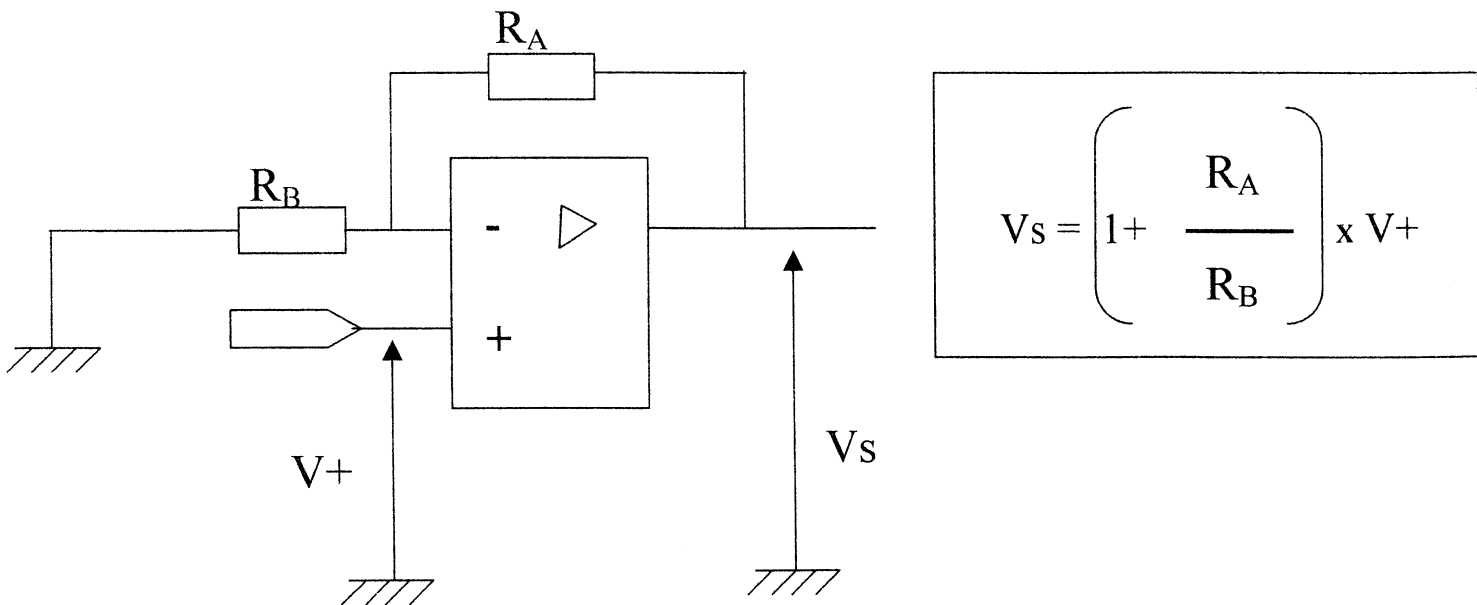 R_A
R_B
-
+
V+
Vs
R_A
Vs = ( 1+ ——— ) x V+
R_B